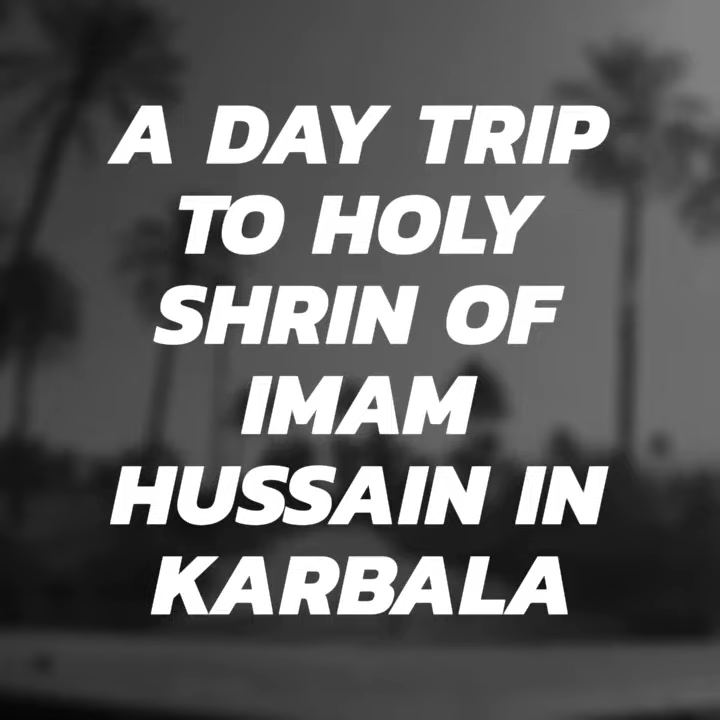 A DAY TRIP
TO HOLY
SHRIN OF
IMAM
HUSSAIN IN
KARBALA